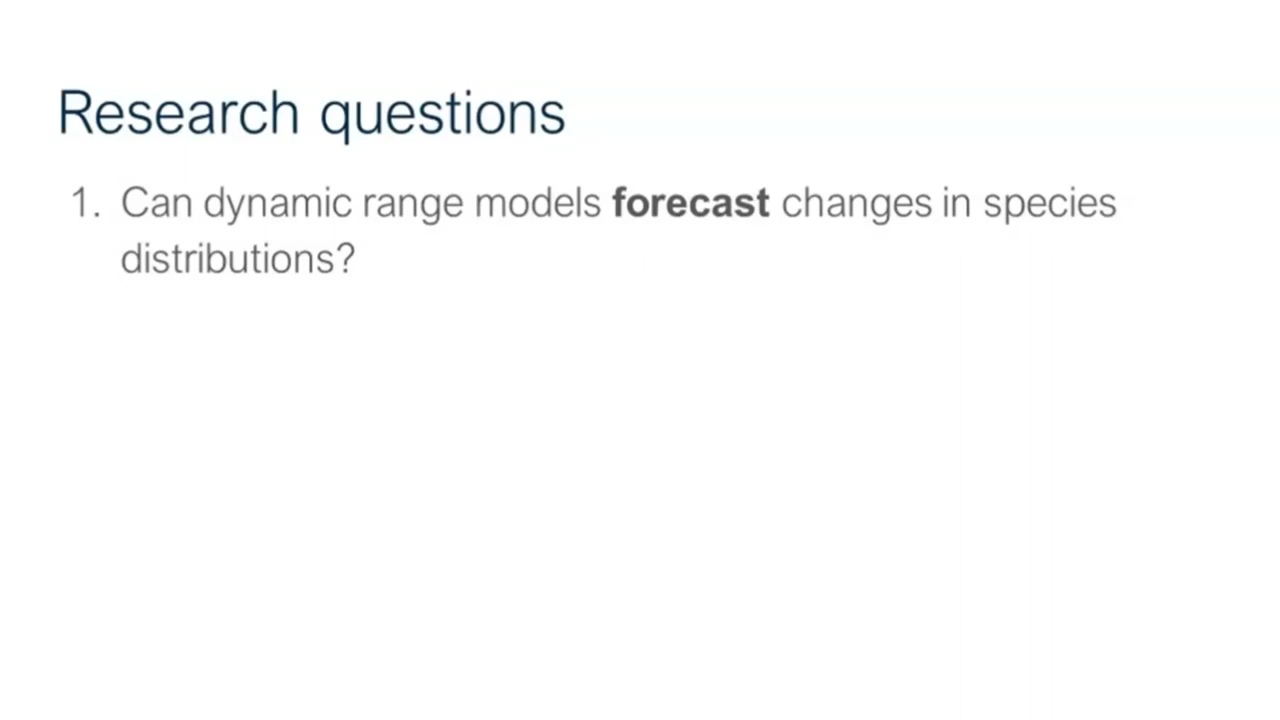 Research questions
1. Can dynamic range models forecast changes in species
distributions?